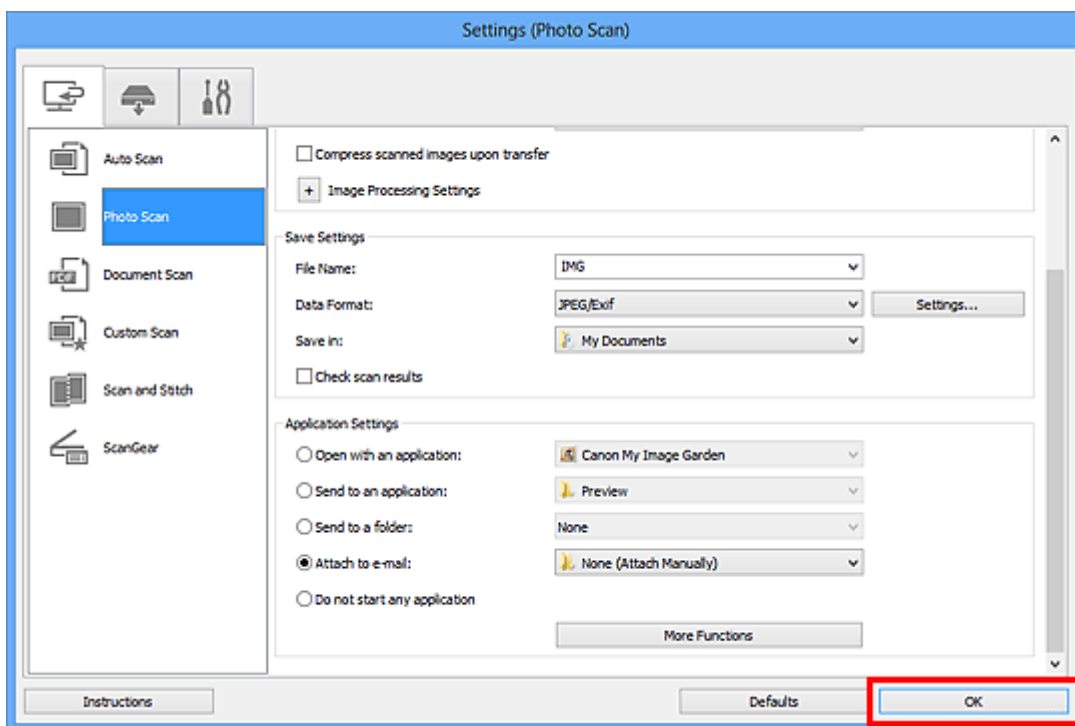 Settings (Photo Scan)
Auto Scan
Photo Scan
Document Scan
Custom Scan
Scan and Stitch
ScanGear
Compress scanned images upon transfer
+ Image Processing Settings
Save Settings
File Name: IMG
Data Format: JPEG/Exif Settings...
Save in: My Documents
Check scan results
Application Settings
Open with an application: Canon My Image Garden
Send to an application: Preview
Send to a folder: None
Attach to e-mail: None (Attach Manually)
Do not start any application
More Functions
Instructions Defaults OK